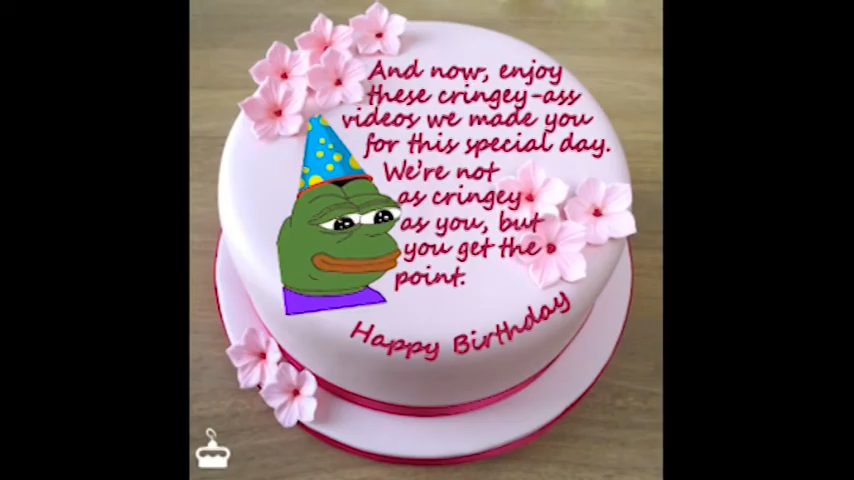 And now, enjoy
these cringey-ass
videos we made you
for this special day.
We're not
as cringey
as you, but
you get the
point.
Happy Birthday